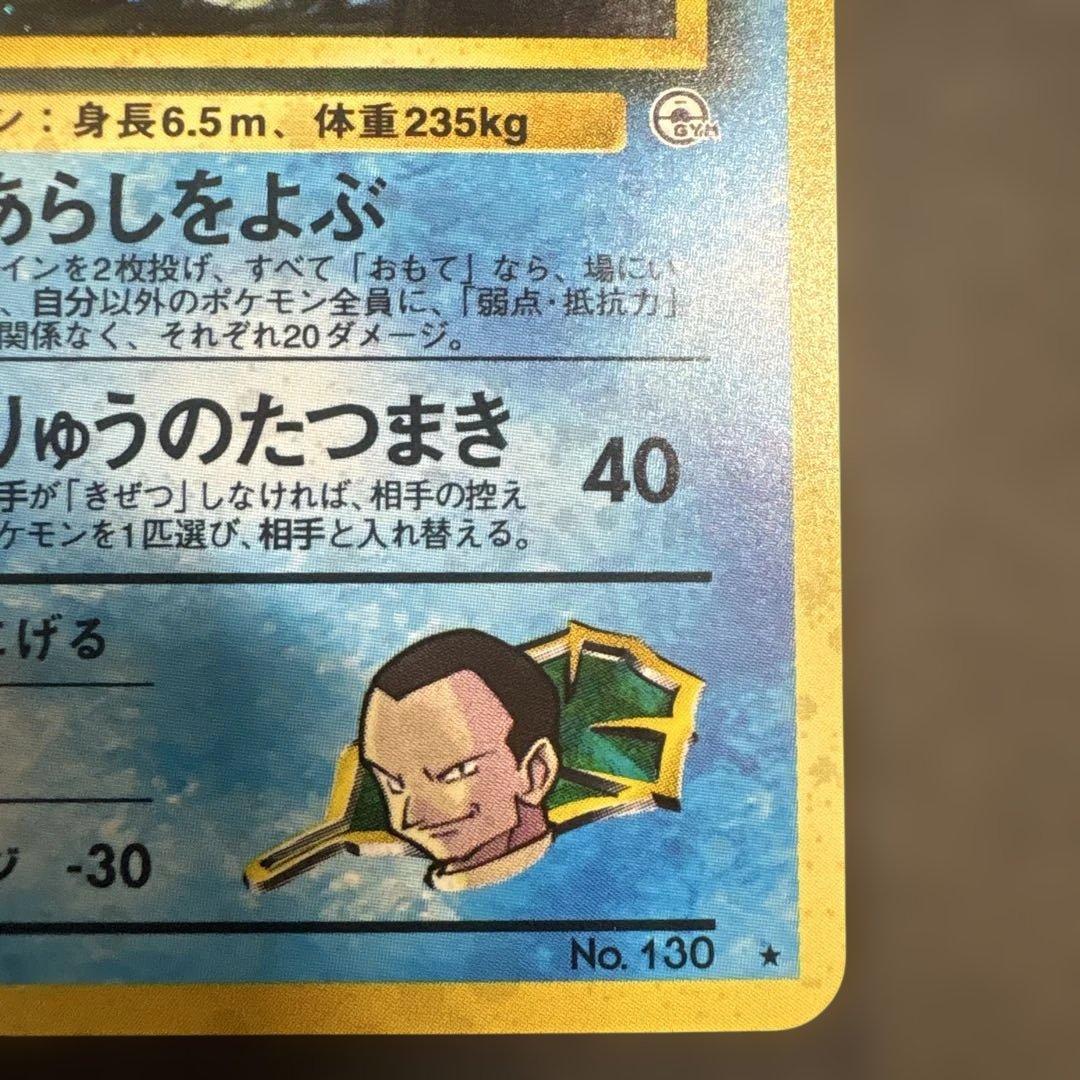 ン：身長6.5m、体重235kg
GYM
あらしをよぶ
インを2枚投げ、すべて「おもて」なら、場にい
、自分以外のポケモン全員に、「弱点・抵抗力」
関係なく、それぞれ20ダメージ。
りゅうのたつまき
40
手が「きぜつ」しなければ、相手の控え
ケモンを1匹選び、相手と入れ替える。
にげる
ジ -30
No. 130 ★